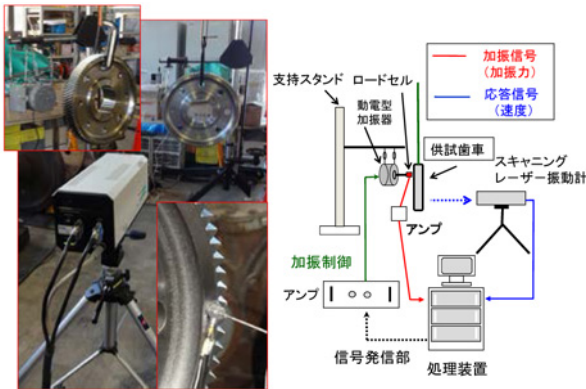 加振信号
(加振力)
応答信号
(速度)
支持スタンド
ロードセル
動電型
加振器
供試歯車
スキャニング
レーザー振動計
アンプ
加振制御
アンプ
信号発信部
処理装置